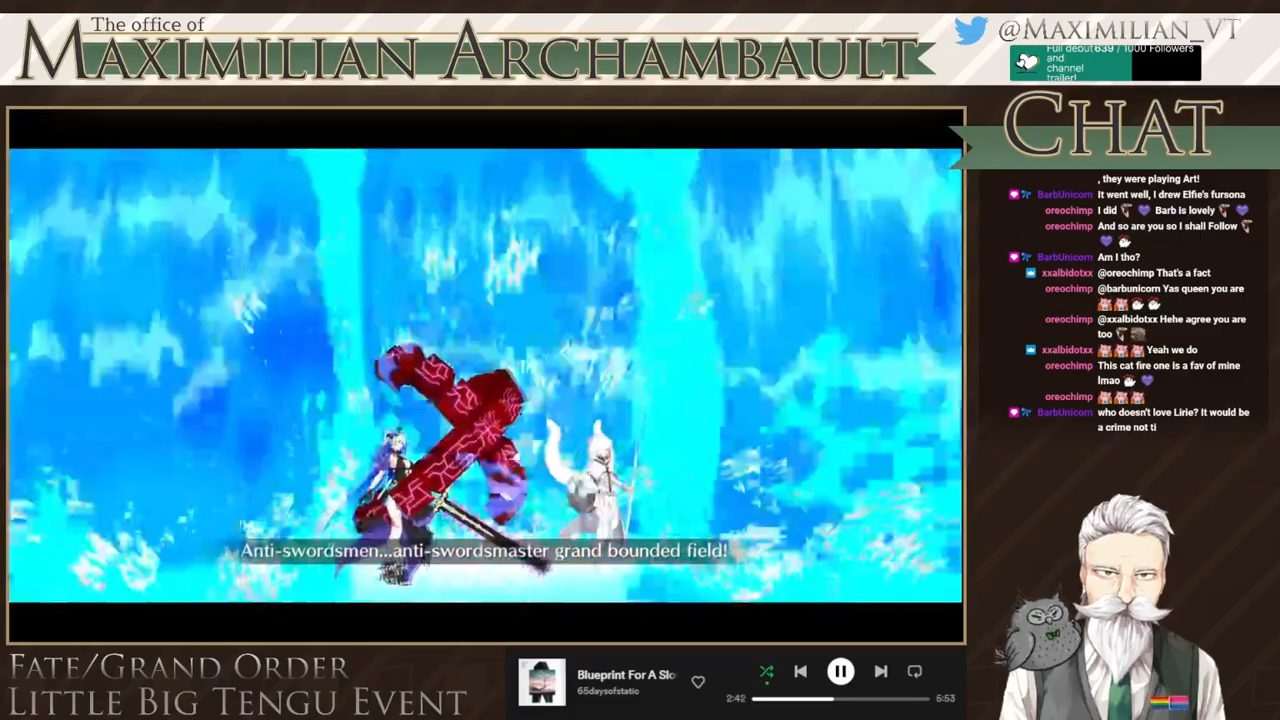 The office of
MAXIMILIAN ARCHAMBAULT
@MAXIMILIAN_VT
Full debut 639 / 1000 Followers
and
channel
trailer!
CHAT
, they were playing Art!
BarbUnicorn It went well, I drew Elfie's fursona
oreochimp I did Barb is lovely
oreochimp And so are you so I shall Follow
BarbUnicorn Am I tho?
xxalbidotxx @oreochimp That's a fact
oreochimp @barbunicorn Yas queen you are
oreochimp @xxalbidotxx Hehe agree you are
too
xxalbidotxx Yeah we do
oreochimp This cat fire one is a fav of mine
lmao
oreochimp
BarbUnicorn who doesn't love Lirie? It would be
a crime not ti
Anti-swordsmen...anti-swordsmaster grand bounded field!
FATE/GRAND ORDER
LITTLE BIG TENGU EVENT
Blueprint For A Slo
65daysofstatic
2:42
5:53